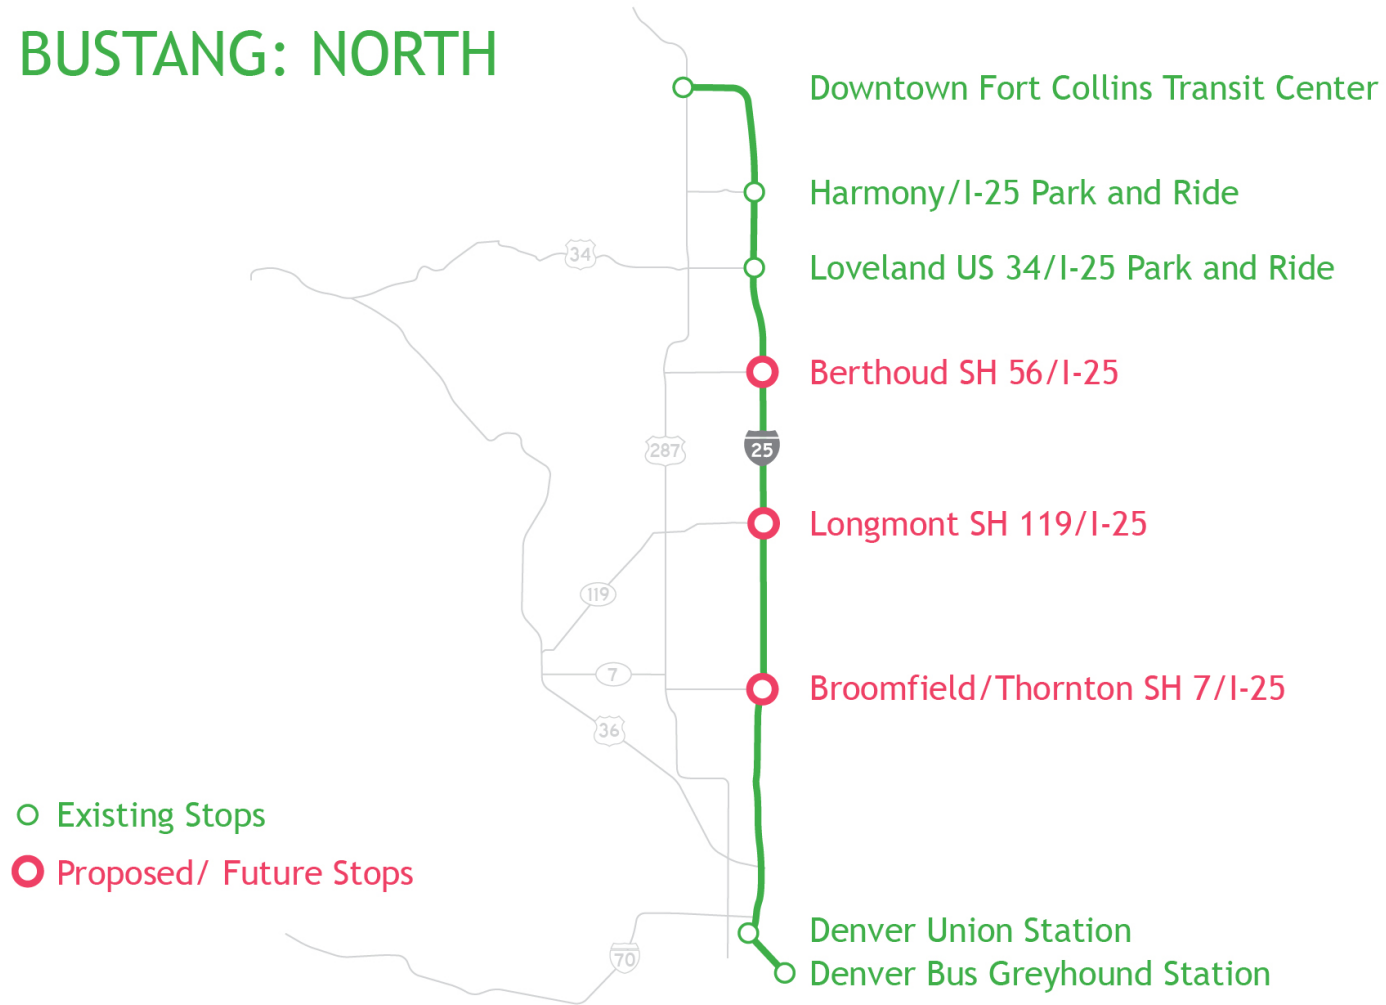 BUSTANG: NORTH
Downtown Fort Collins Transit Center
Harmony/I-25 Park and Ride
34
Loveland US 34/I-25 Park and Ride
Berthoud SH 56/I-25
287
25
Longmont SH 119/I-25
119
7
Broomfield/Thornton SH 7/I-25
36
Existing Stops
Proposed/ Future Stops
Denver Union Station
70
Denver Bus Greyhound Station